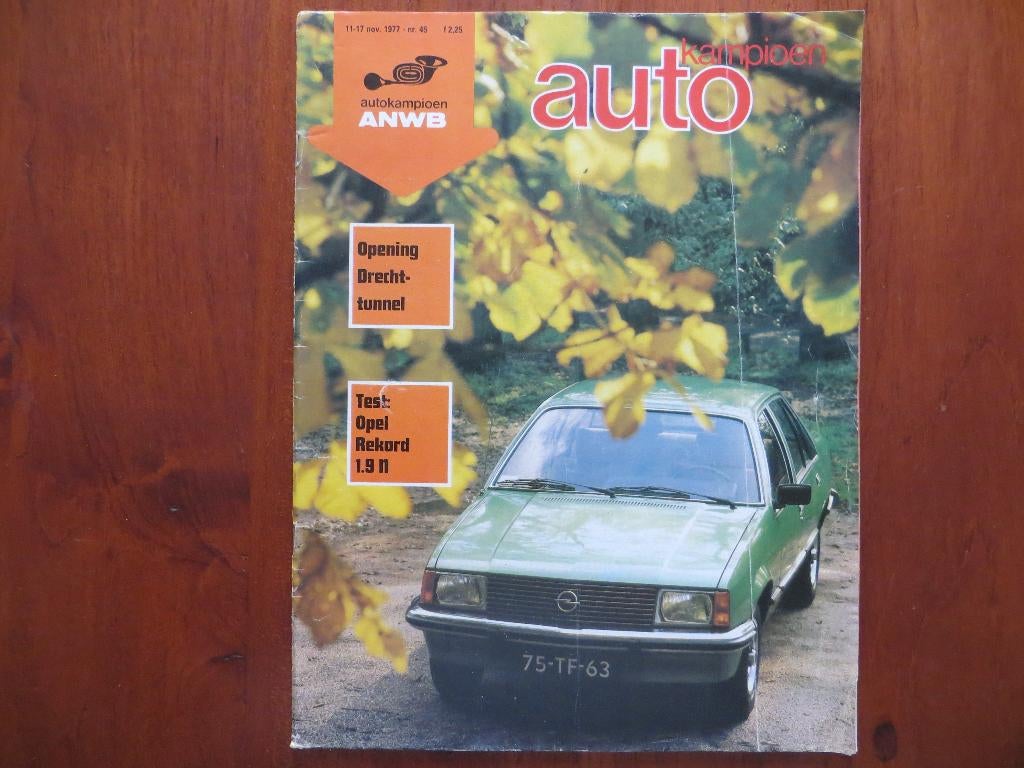 11-17 nov. 1977 - nr. 45 f 2,25
autokampioen
ANWB
kampioen
auto
Opening
Drecht-
tunnel
Test:
Opel
Rekord
1.9 N
75-TF-63